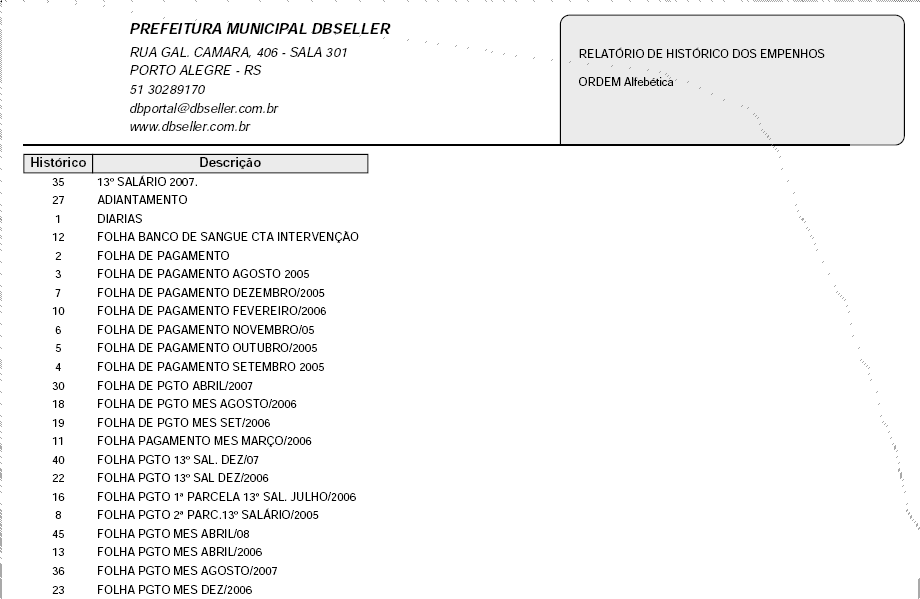 PREFEITURA MUNICIPAL DBSELLER
RUA GAL. CAMARA, 406 - SALA 301
PORTO ALEGRE - RS
51 30289170
dbportal@dbseller.com.br
www.dbseller.com.br
RELATÓRIO DE HISTÓRICO DOS EMPENHOS
ORDEM Alfebética
Histórico Descrição
35 13º SALÁRIO 2007.
27 ADIANTAMENTO
1 DIARIAS
12 FOLHA BANCO DE SANGUE CTA INTERVENÇÃO
2 FOLHA DE PAGAMENTO
3 FOLHA DE PAGAMENTO AGOSTO 2005
7 FOLHA DE PAGAMENTO DEZEMBRO/2005
10 FOLHA DE PAGAMENTO FEVEREIRO/2006
6 FOLHA DE PAGAMENTO NOVEMBRO/05
5 FOLHA DE PAGAMENTO OUTUBRO/2005
4 FOLHA DE PAGAMENTO SETEMBRO 2005
30 FOLHA DE PGTO ABRIL/2007
18 FOLHA DE PGTO MES AGOSTO/2006
19 FOLHA DE PGTO MES SET/2006
11 FOLHA PAGAMENTO MES MARÇO/2006
40 FOLHA PGTO 13º SAL. DEZ/07
22 FOLHA PGTO 13º SAL DEZ/2006
16 FOLHA PGTO 1ª PARCELA 13º SAL. JULHO/2006
8 FOLHA PGTO 2ª PARC.13º SALÁRIO/2005
45 FOLHA PGTO MES ABRIL/08
13 FOLHA PGTO MES ABRIL/2006
36 FOLHA PGTO MES AGOSTO/2007
23 FOLHA PGTO MES DEZ/2006